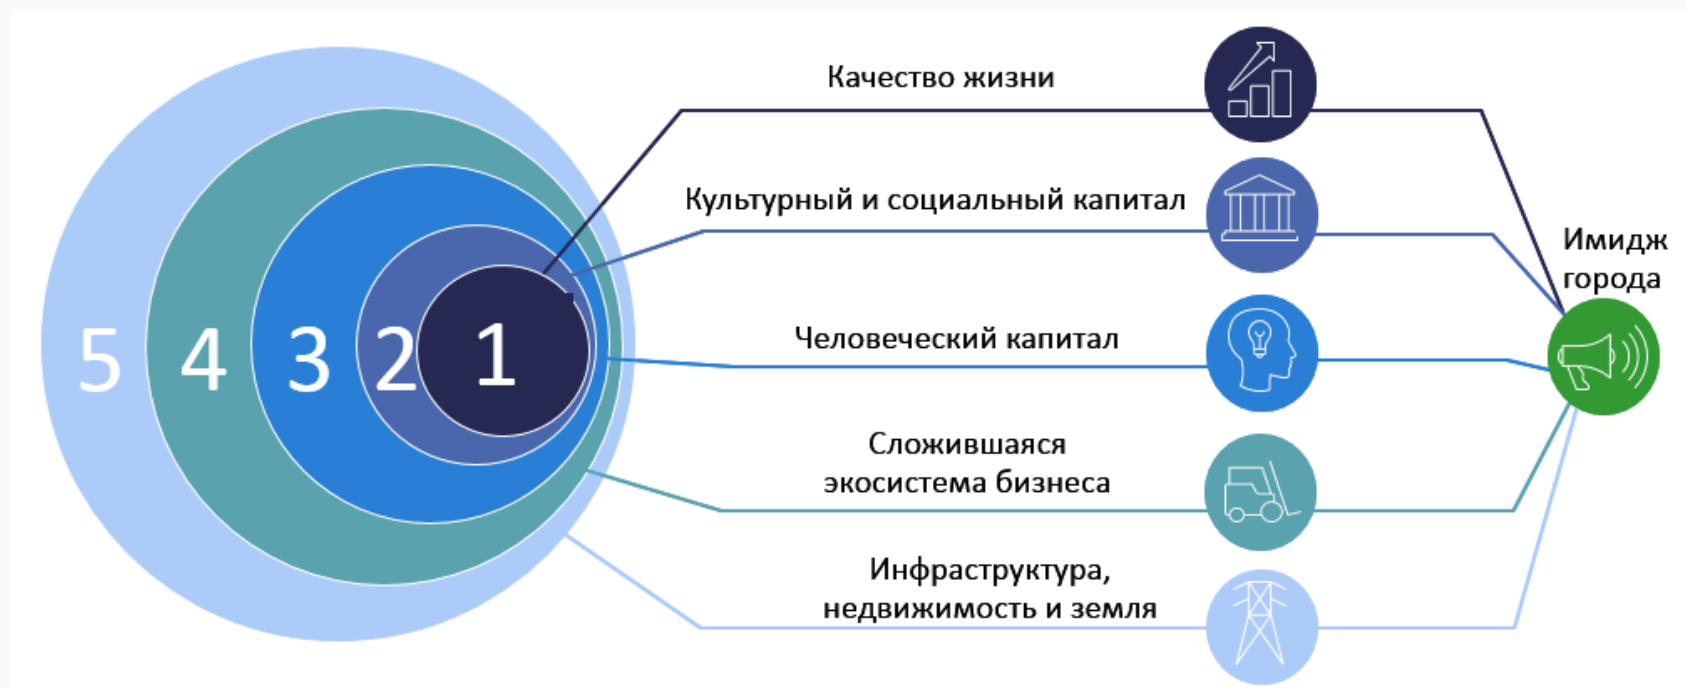 Качество жизни
Культурный и социальный капитал
Имидж
города
5 4 3 2 1
Человеческий капитал
Сложившаяся
экосистема бизнеса
Инфраструктура,
недвижимость и земля